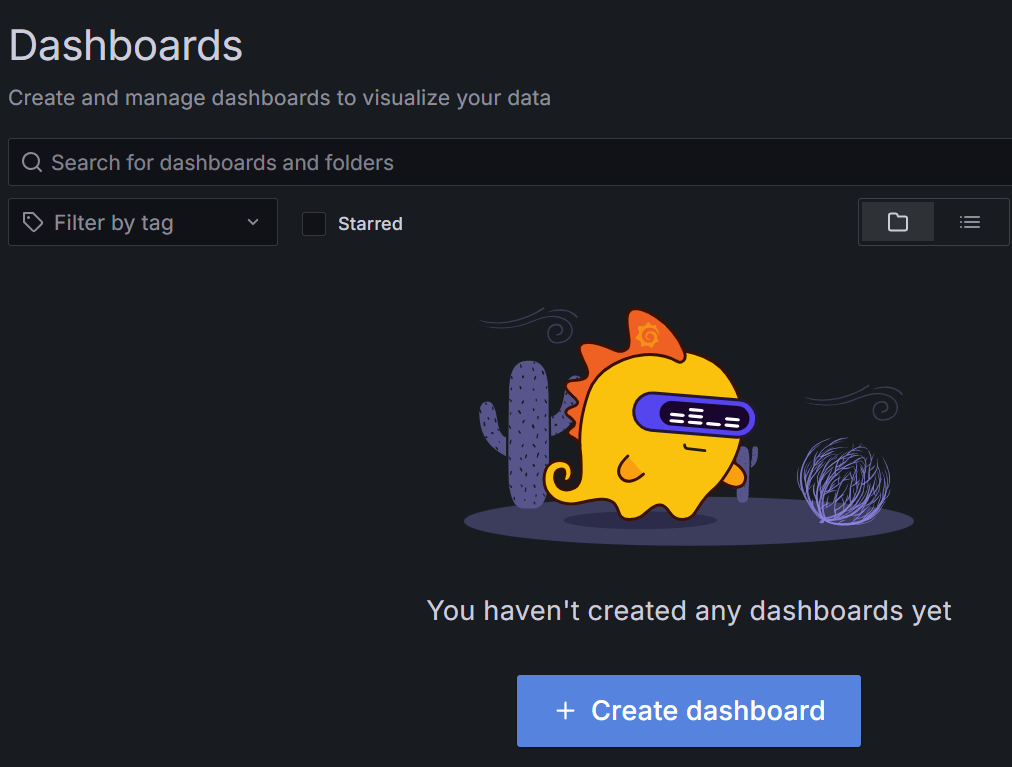 Dashboards
Create and manage dashboards to visualize your data
Search for dashboards and folders
Filter by tag
Starred
You haven't created any dashboards yet
+ Create dashboard